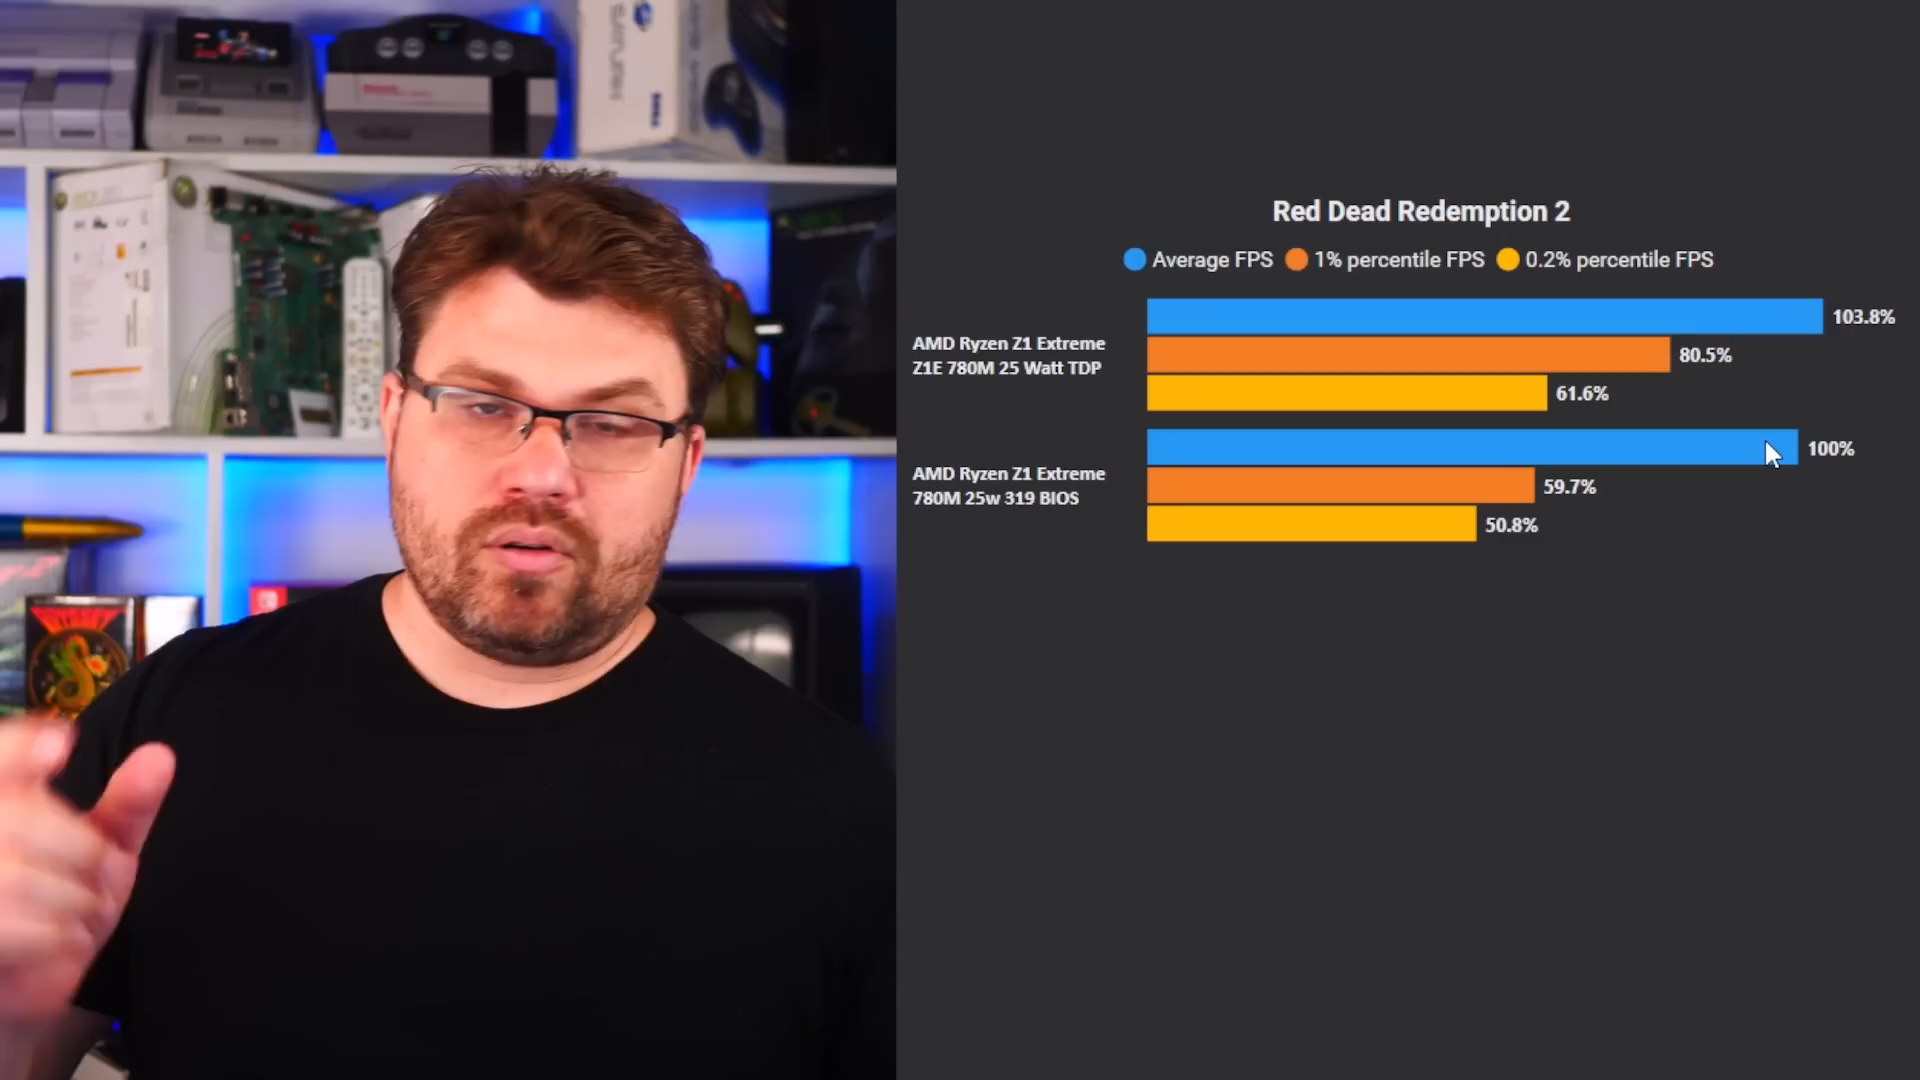 SATURN
SEGA
Red Dead Redemption 2
Average FPS 1% percentile FPS 0.2% percentile FPS
AMD Ryzen Z1 Extreme
Z1E 780M 25 Watt TDP
103.8%
80.5%
61.6%
AMD Ryzen Z1 Extreme
780M 25w 319 BIOS
100%
59.7%
50.8%